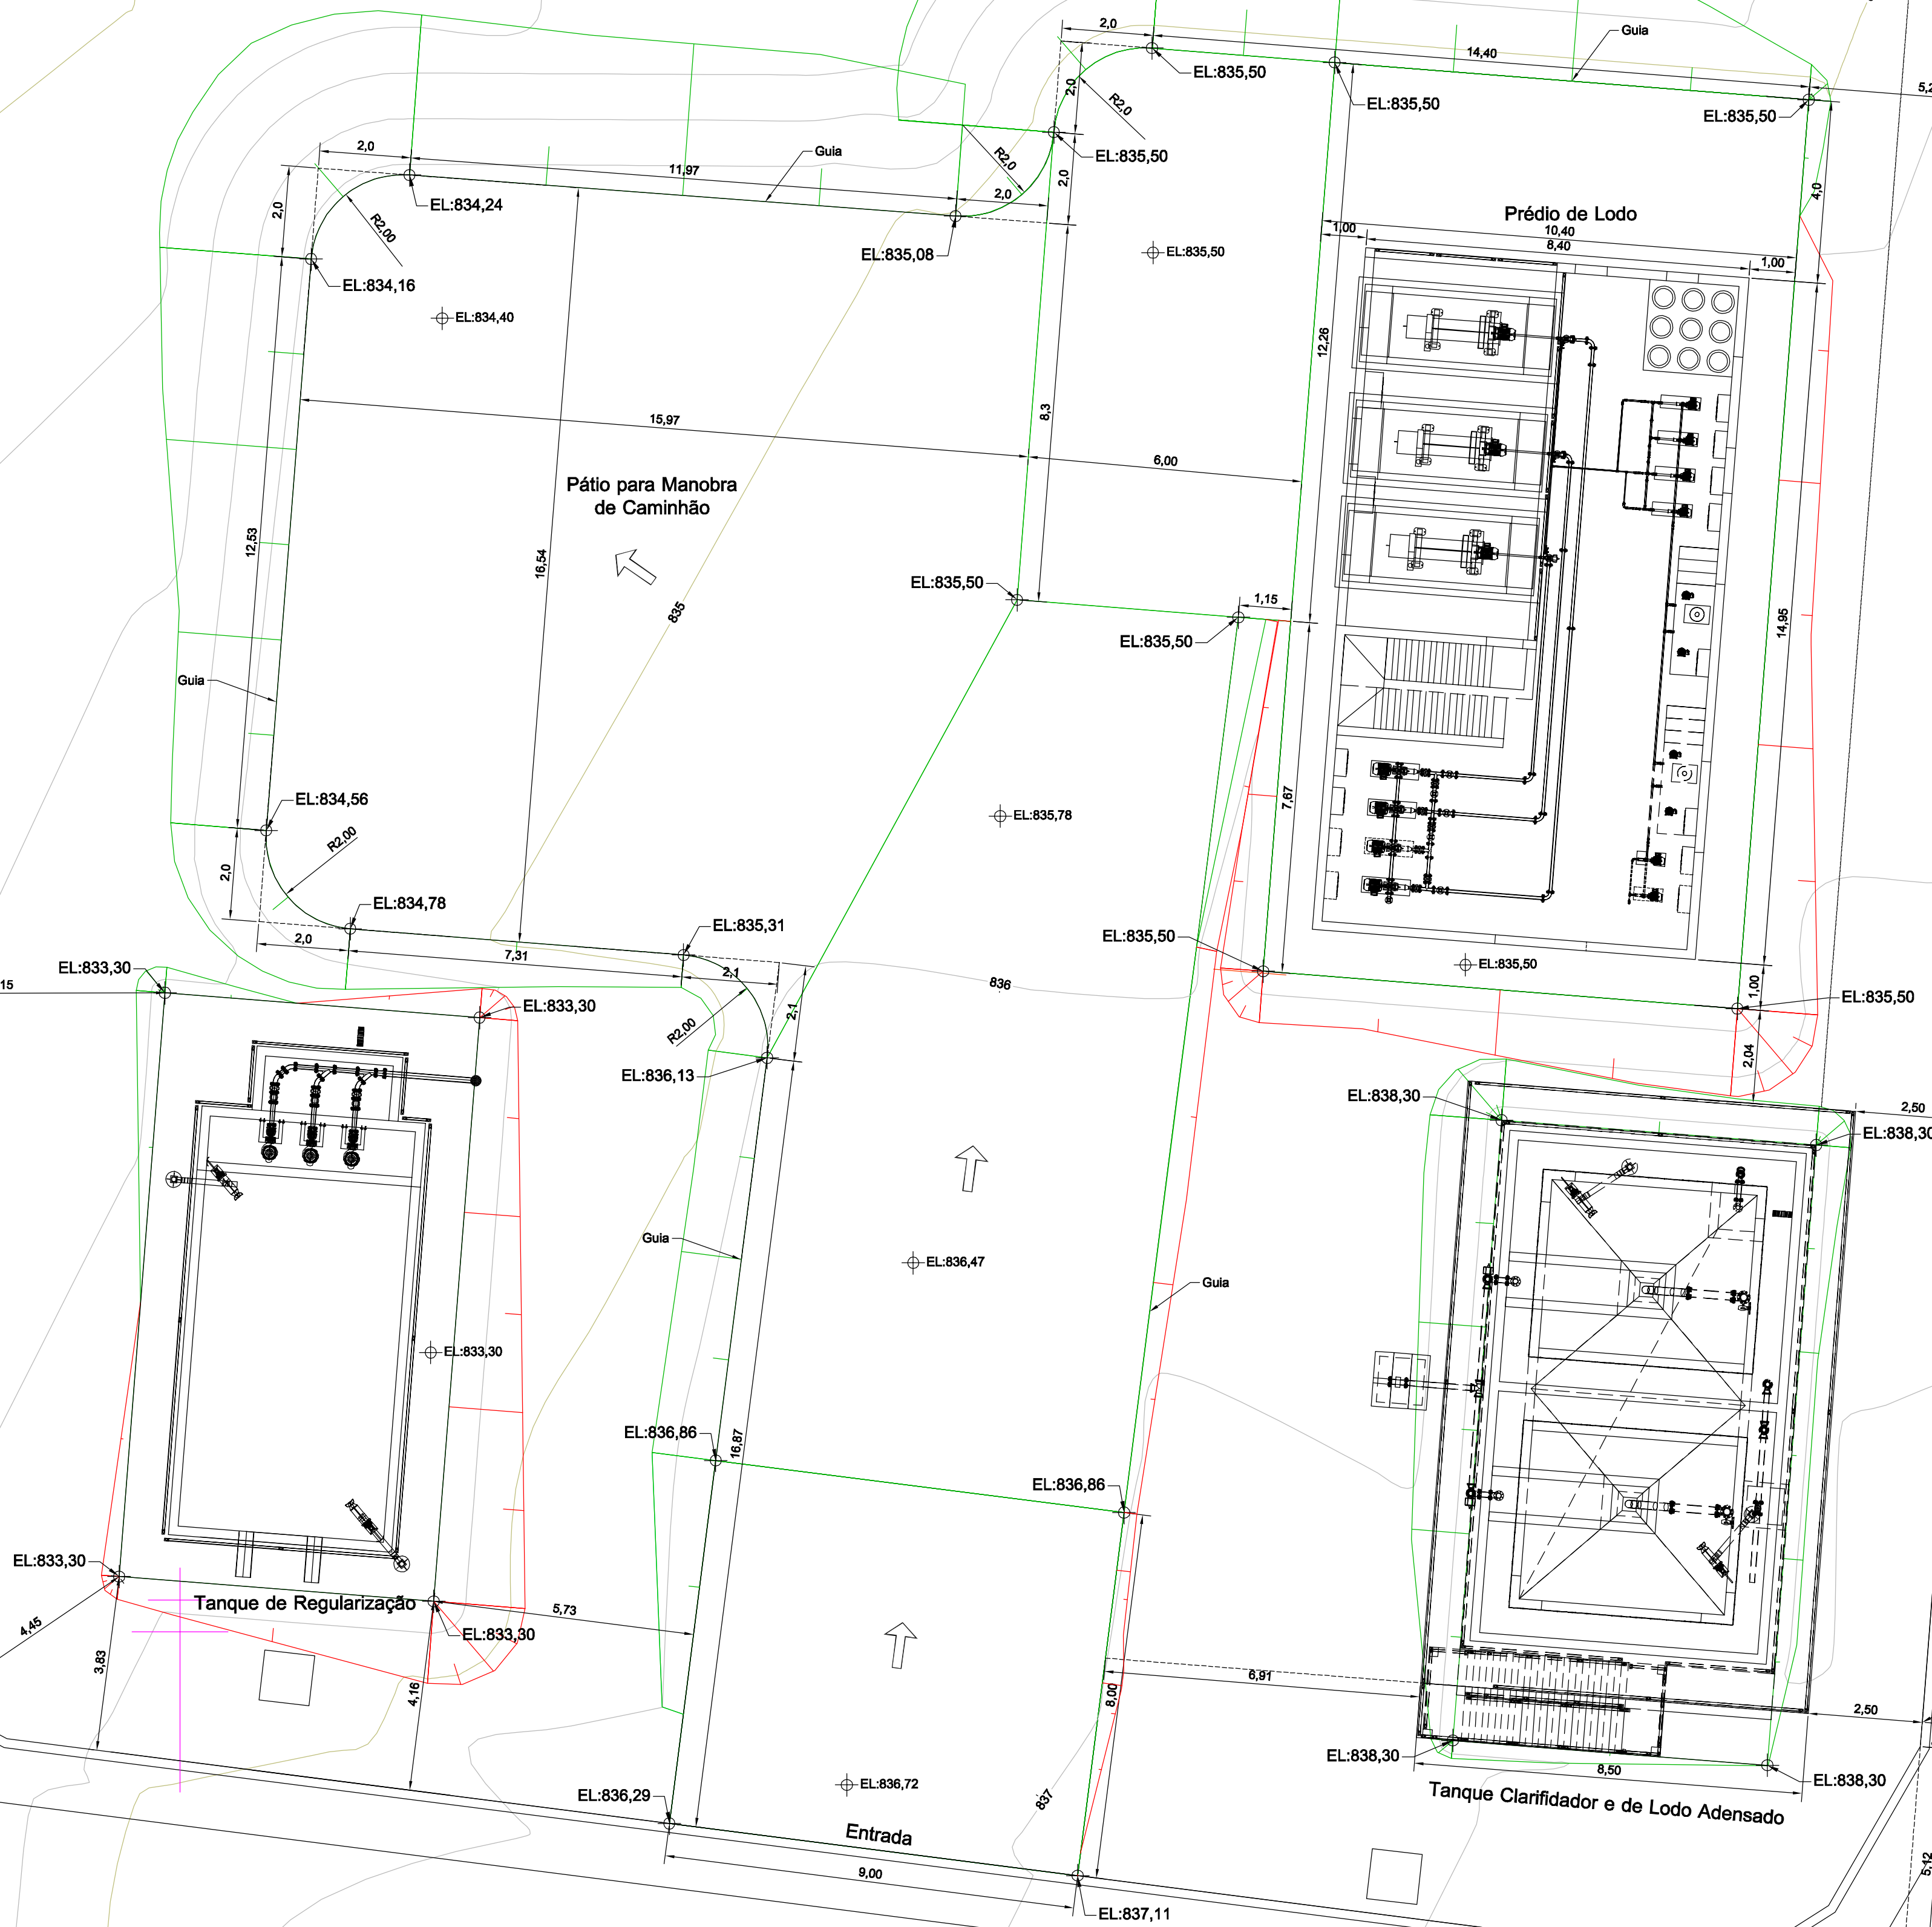 2,0
14,40
Guia
EL:835,50
EL:835,50
EL:835,50
5,2
2,0
R2,0
EL:835,50
2,0
11,97
Guia
R2,0
2,0
2,0
4,0
2,0
R2,00
EL:834,24
EL:835,08
EL:835,50
Prédio de Lodo
10,40
8,40
1,00
1,00
EL:834,16
EL:834,40
12,26
8,3
15,97
6,00
Pátio para Manobra
de Caminhão
12,53
16,54
835
EL:835,50
1,15
EL:835,50
14,95
Guia
7,67
EL:834,56
R2,00
2,0
EL:835,78
EL:834,78
EL:835,31
EL:835,50
2,0
7,31
2,1
2,1
R2,00
EL:833,30
15
836
EL:835,50
1,00
EL:835,50
EL:833,30
2,04
EL:836,13
EL:838,30
2,50
EL:838,30
Guia
EL:836,47
Guia
EL:833,30
EL:836,86
16,87
EL:836,86
EL:833,30
Tanque de Regularização
5,73
EL:833,30
4,45
3,83
4,16
6,91
8,00
2,50
EL:838,30
8,50
EL:838,30
EL:836,29
EL:836,72
837
Tanque Clarifidador e de Lodo Adensado
Entrada
9,00
EL:837,11
5,12